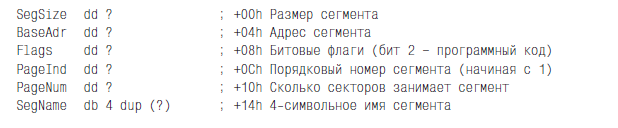 SegSize dd ? ; +00h Размер сегмента
BaseAdr dd ? ; +04h Адрес сегмента
Flags dd ? ; +08h Битовые флаги (бит 2 – программный код)
PageInd dd ? ; +0Ch Порядковый номер сегмента (начиная с 1)
PageNum dd ? ; +10h Сколько секторов занимает сегмент
SegName db 4 dup (?) ; +14h 4-символьное имя сегмента